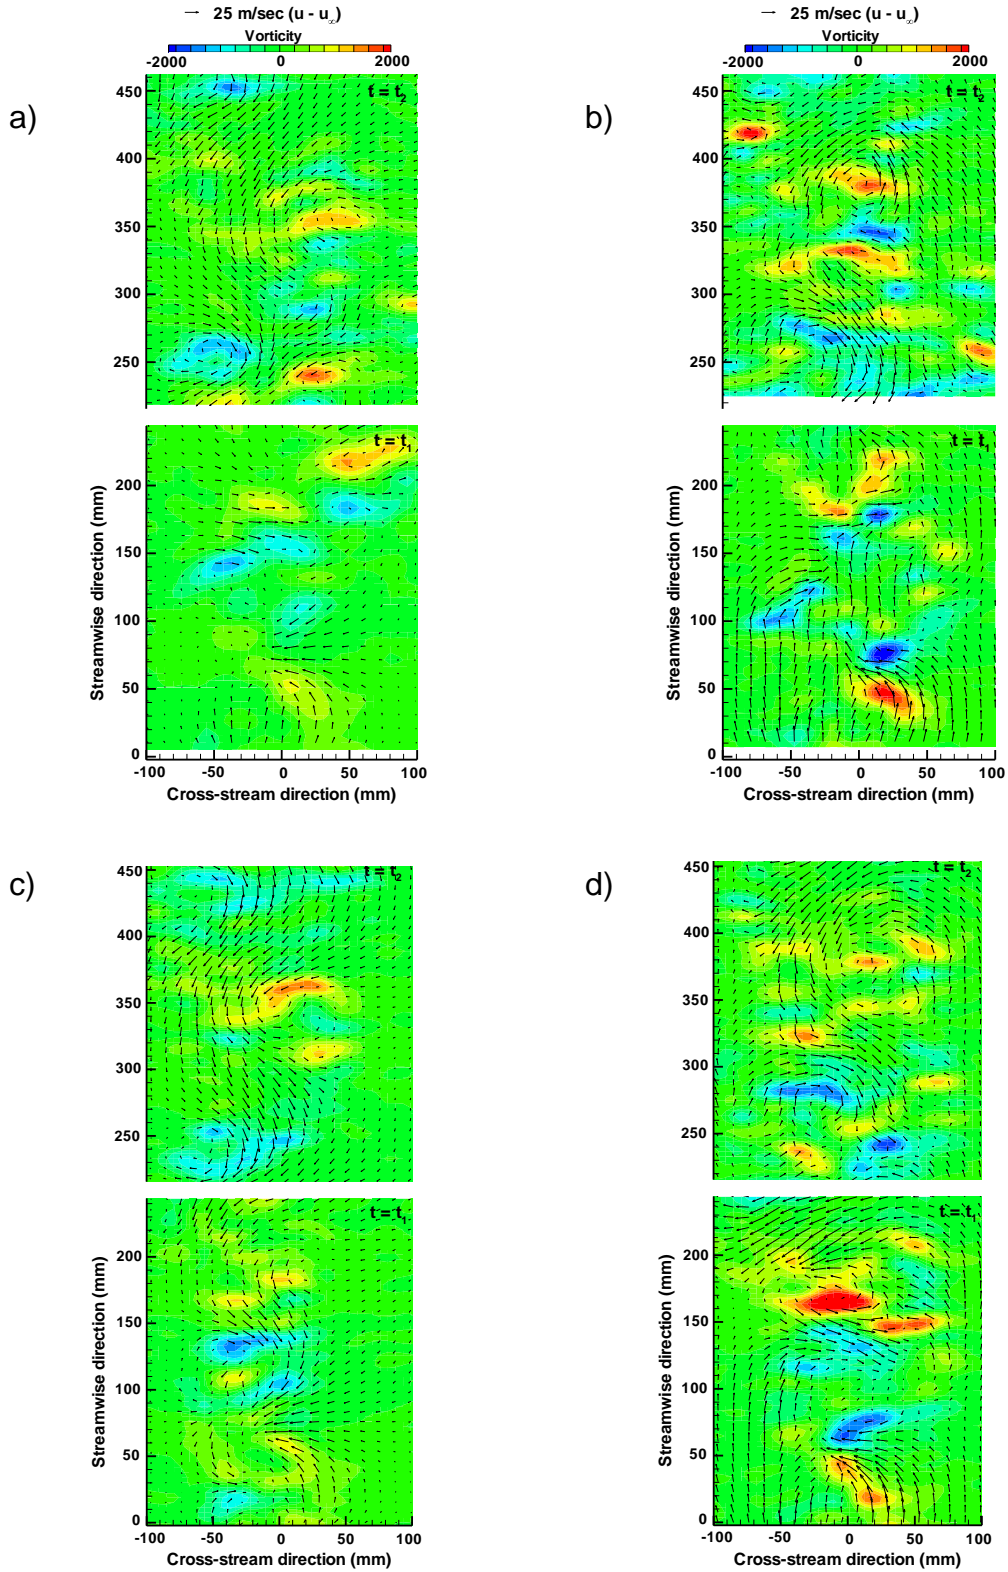 25 m/sec (u - u∞)
Vorticity
-2000 0 2000
a)
t = t2
450
400
350
300
250
t = t1
200
150
100
50
0
-100 -50 0 50 100
Streamwise direction (mm)
Cross-stream direction (mm)
25 m/sec (u - u∞)
Vorticity
-2000 0 2000
b)
t = t2
450
400
350
300
250
t = t1
200
150
100
50
0
-100 -50 0 50 100
Streamwise direction (mm)
Cross-stream direction (mm)
c)
t = t2
450
400
350
300
250
t = t1
200
150
100
50
0
-100 -50 0 50 100
Streamwise direction (mm)
Cross-stream direction (mm)
d)
t = t2
450
400
350
300
250
t = t1
200
150
100
50
0
-100 -50 0 50 100
Streamwise direction (mm)
Cross-stream direction (mm)